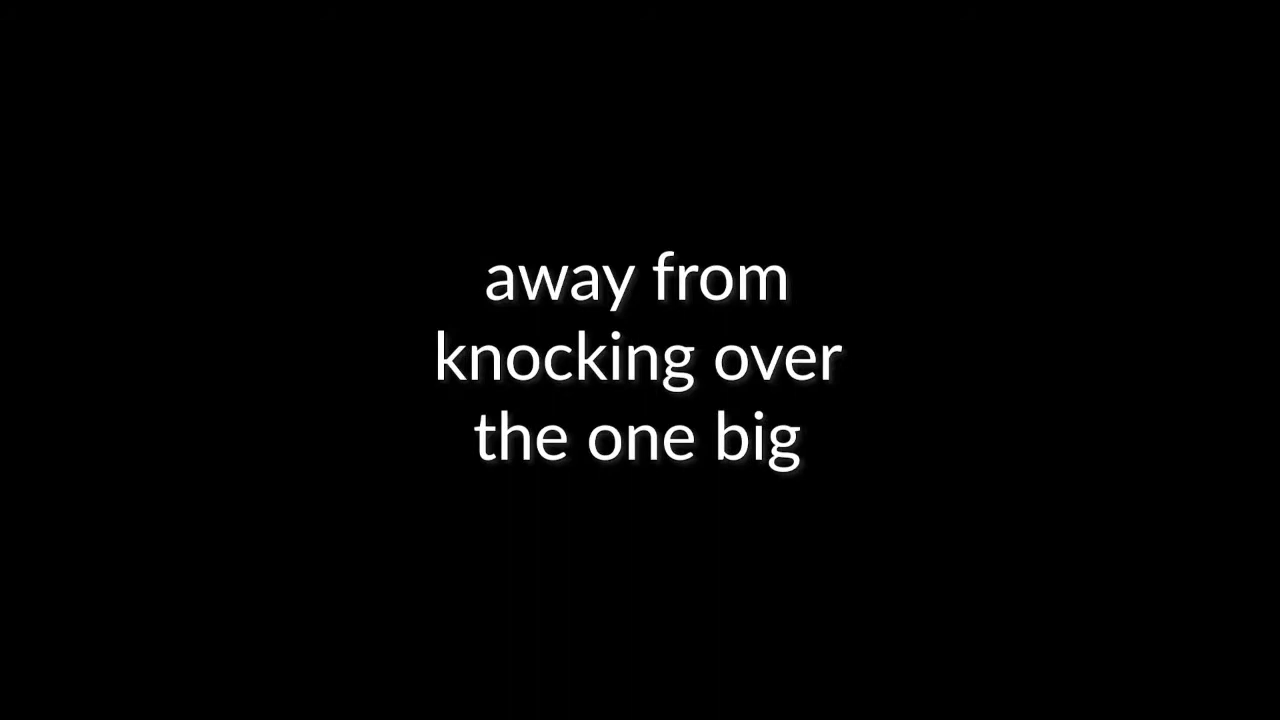 away from
knocking over
the one big